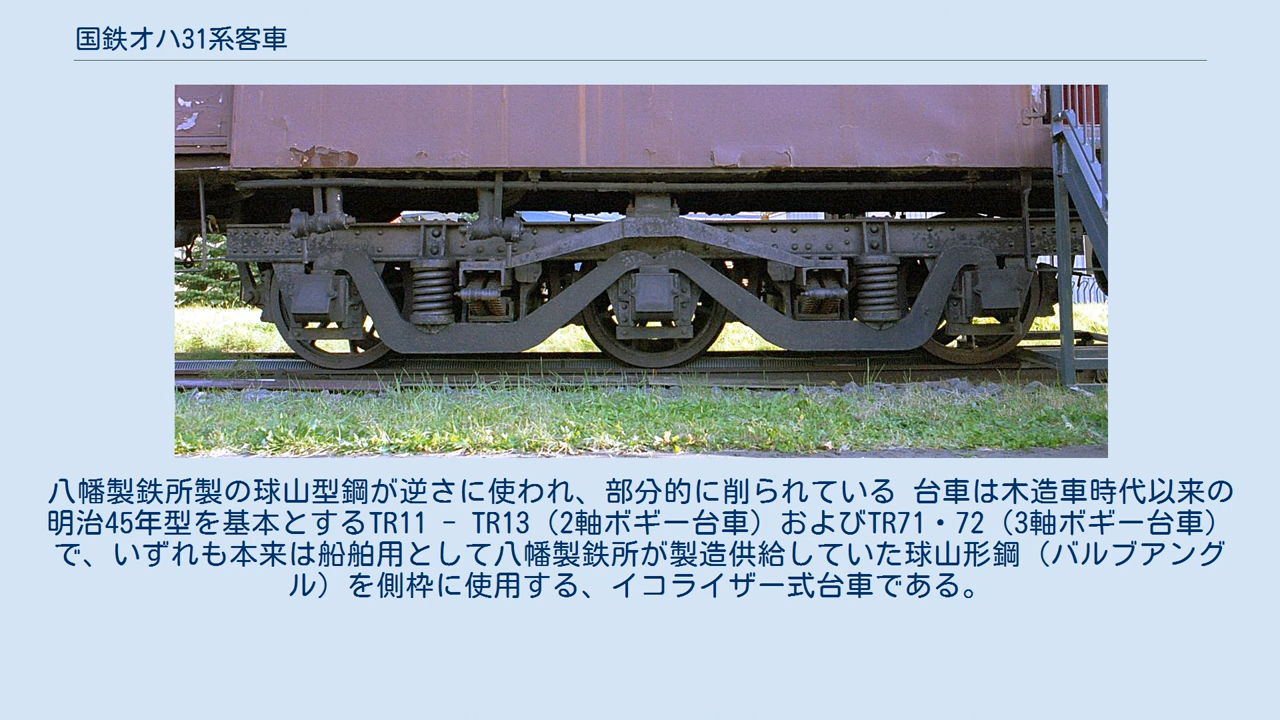 国鉄オハ31系客車
八幡製鉄所製の球山型鋼が逆さに使われ、部分的に削られている 台車は木造車時代以来の
明治45年型を基本とするTR11 - TR13（2軸ボギー台車）およびTR71・72（3軸ボギー台車）
で、いずれも本来は船舶用として八幡製鉄所が製造供給していた球山形鋼（バルブアング
ル）を側枠に使用する、イコライザー式台車である。